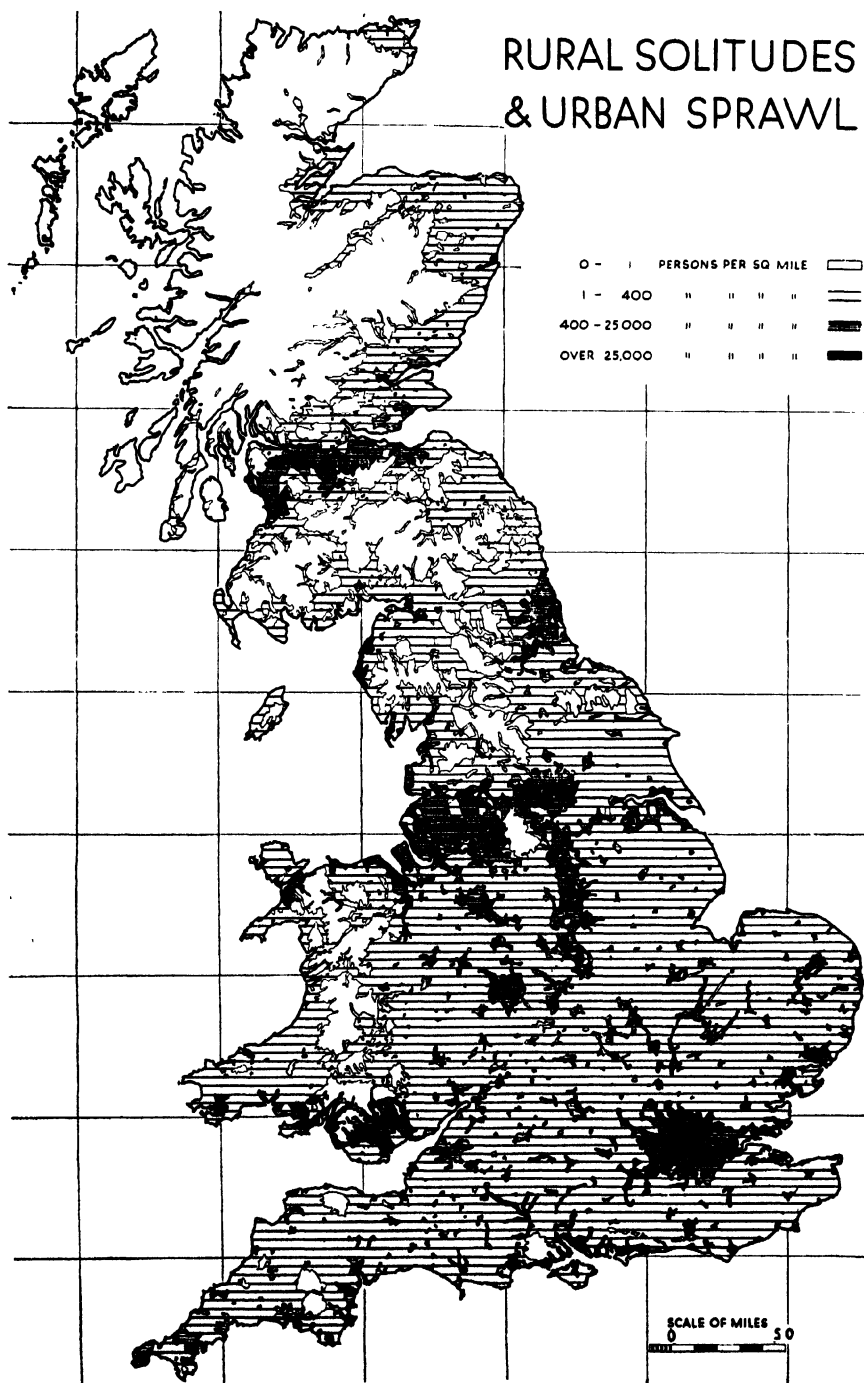 RURAL SOLITUDES
& URBAN SPRAWL
0 - 1 PERSONS PER SQ MILE
1 - 400 " " " "
400 - 25000 " " " "
OVER 25,000 " " " "
SCALE OF MILES
0 50